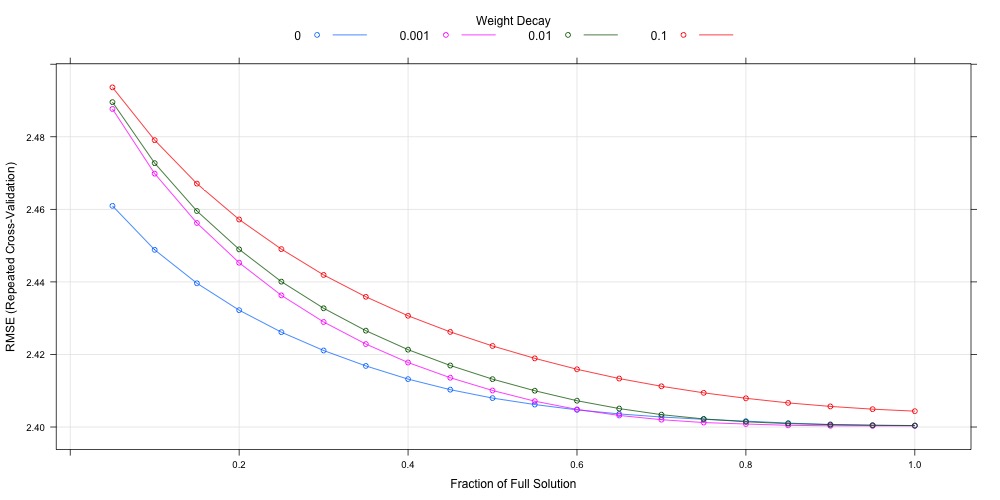 Weight Decay
0 0.001 0.01 0.1
2.48
2.46
2.44
2.42
2.40
RMSE (Repeated Cross-Validation)
0.2 0.4 0.6 0.8 1.0
Fraction of Full Solution